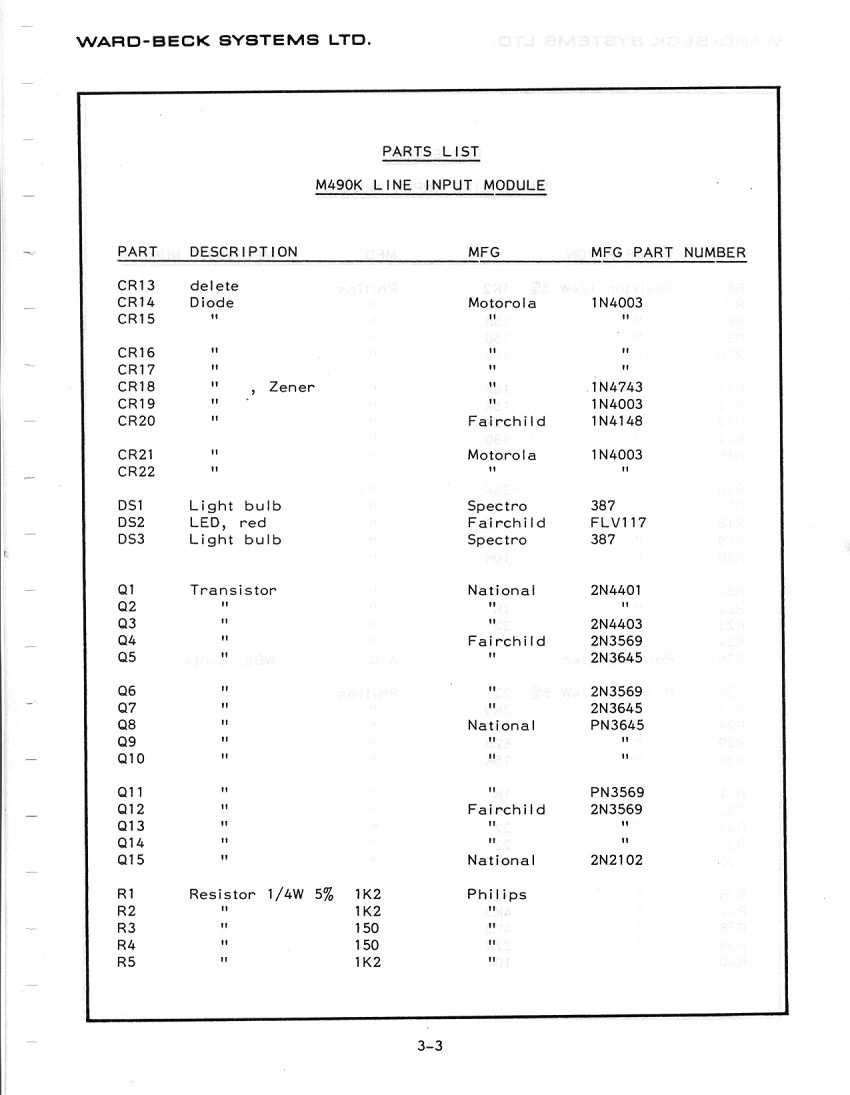 WARD-BECK SYSTEMS LTD.
PARTS LIST
M490K LINE INPUT MODULE
PART DESCRIPTION MFG MFG PART NUMBER
CR13 delete
CR14 Diode Motorola 1N4003
CR15 " " "
CR16 " " "
CR17 " " "
CR18 " , Zener " 1N4743
CR19 " " 1N4003
CR20 " Fairchild 1N4148
CR21 " Motorola 1N4003
CR22 " " "
DS1 Light bulb Spectro 387
DS2 LED, red Fairchild FLV117
DS3 Light bulb Spectro 387
Q1 Transistor National 2N4401
Q2 " " "
Q3 " " 2N4403
Q4 " Fairchild 2N3569
Q5 " " 2N3645
Q6 " " 2N3569
Q7 " " 2N3645
Q8 " National PN3645
Q9 " " "
Q10 " " "
Q11 " " PN3569
Q12 " Fairchild 2N3569
Q13 " " "
Q14 " " "
Q15 " National 2N2102
R1 Resistor 1/4W 5% 1K2 Philips
R2 " 1K2 "
R3 " 150 "
R4 " 150 "
R5 " 1K2 "
3-3